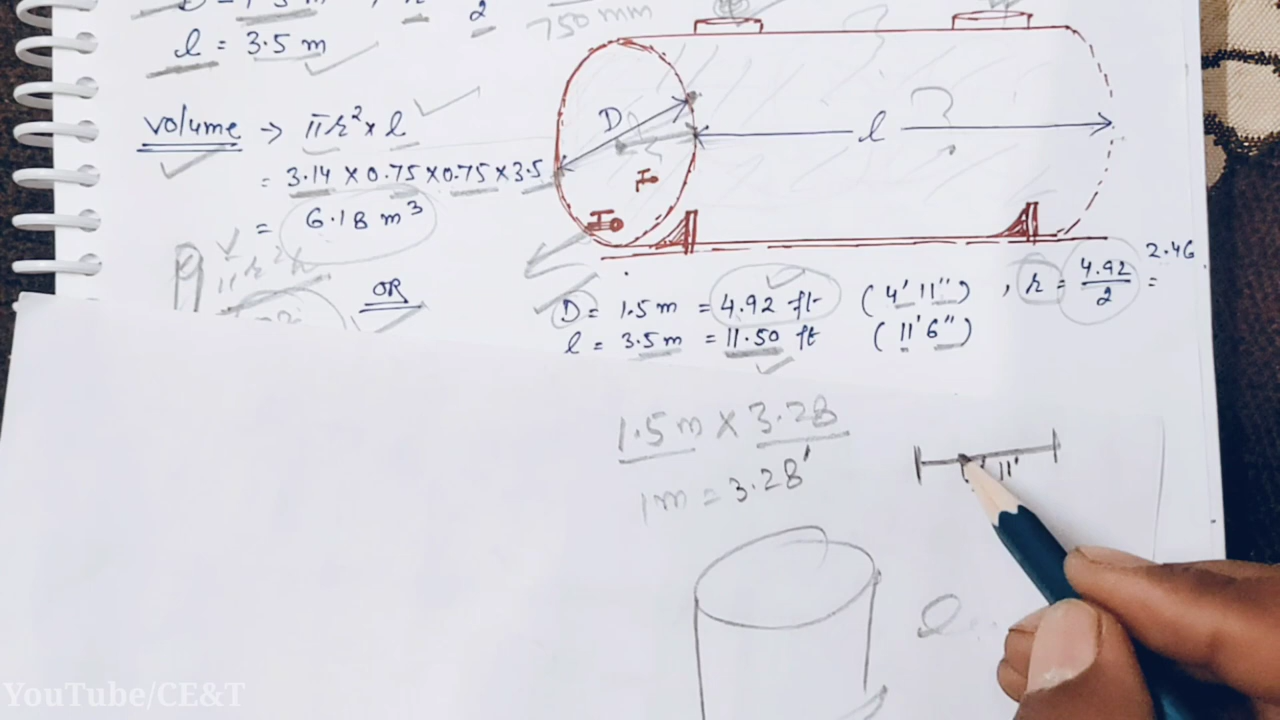 l = 3.5 m
2
750 mm
Volume → πr² × l
= 3.14 × 0.75 × 0.75 × 3.5
= 6.18 m³
OR
D
l
D = 1.5 m = 4.92 ft (4' 11") , r = 4.92/2 = 2.46
l = 3.5 m = 11.50 ft (11' 6")
1.5 m × 3.28
1m = 3.28'
11'
l
YouTube/CE&T